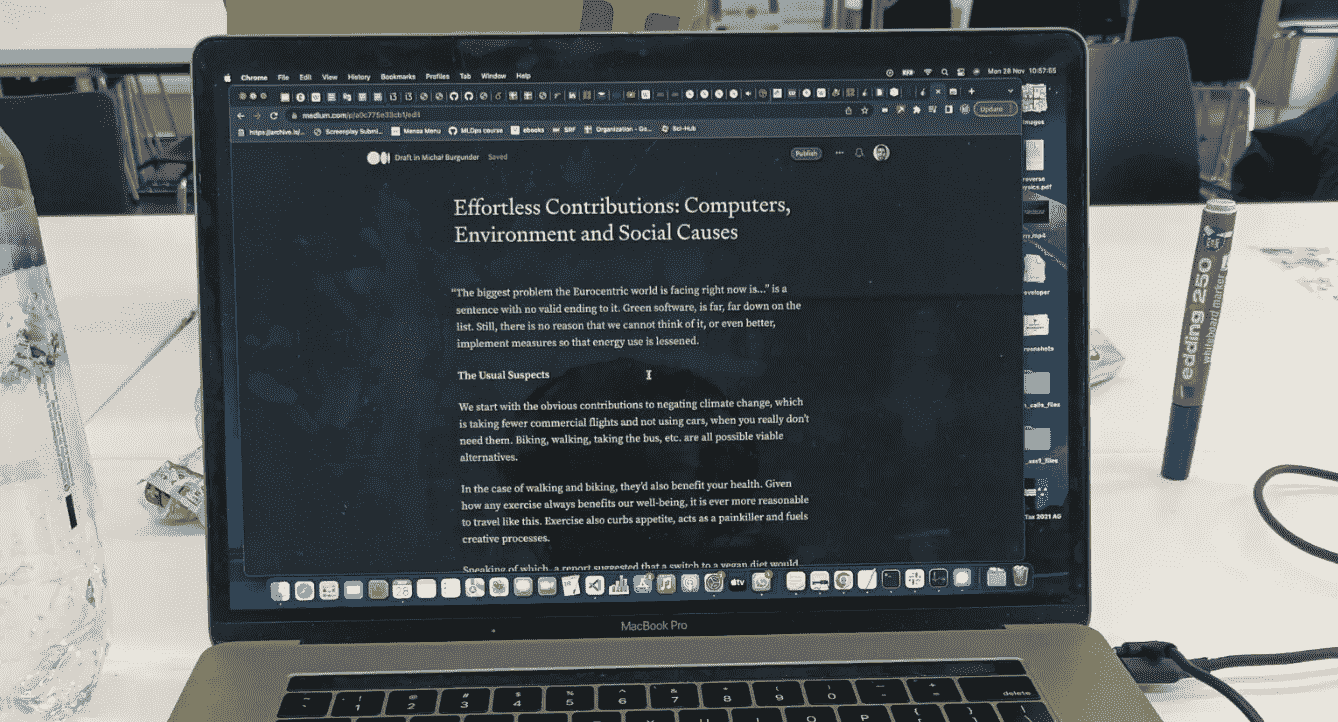 Chrome File Edit View History Bookmarks Profiles Tab Window Help
Mon 28 Nov 10:57:55
medium.com/p/a0c775e33cb1/edit
Update
https://archive.is/...
Screenplay Submi...
Mensa Menu
MLOps course
ebooks
SRF
Organization - Go...
Sci-Hub
Draft in Michal Burgunder Saved
Publish
Effortless Contributions: Computers,
Environment and Social Causes
“The biggest problem the Eurocentric world is facing right now is...” is a
sentence with no valid ending to it. Green software, is far, far down on the
list. Still, there is no reason that we cannot think of it, or even better,
implement measures so that energy use is lessened.
The Usual Suspects
We start with the obvious contributions to negating climate change, which
is taking fewer commercial flights and not using cars, when you really don't
need them. Biking, walking, taking the bus, etc. are all possible viable
alternatives.
In the case of walking and biking, they'd also benefit your health. Given
how any exercise always benefits our well-being, it is ever more reasonable
to travel like this. Exercise also curbs appetite, acts as a painkiller and fuels
creative processes.
Speaking of which, a report suggested that a switch to a vegan diet would
tv
MacBook Pro
edding 250
whiteboard marker
Tax 2021 AG
delete